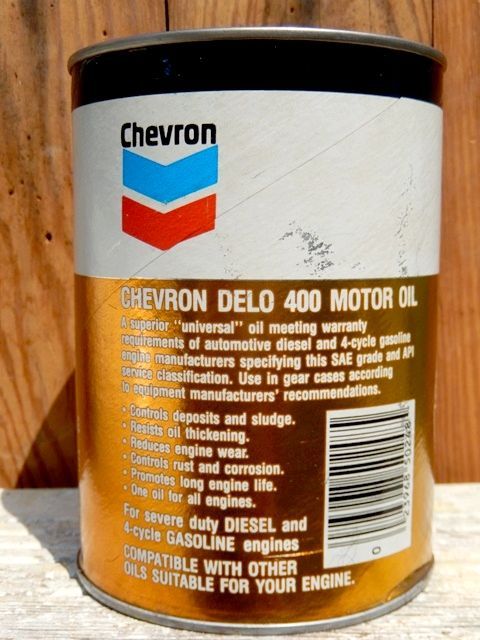 Chevron
CHEVRON DELO 400 MOTOR OIL
A superior "universal" oil meeting warranty
requirements of automotive diesel and 4-cycle gasoline
engine manufacturers specifying this SAE grade and API
service classification. Use in gear cases according
to equipment manufacturers' recommendations.
• Controls deposits and sludge.
• Resists oil thickening.
• Reduces engine wear.
• Controls rust and corrosion.
• Promotes long engine life.
• One oil for all engines.
For severe duty DIESEL and
4-cycle GASOLINE engines
COMPATIBLE WITH OTHER
OILS SUITABLE FOR YOUR ENGINE.
0